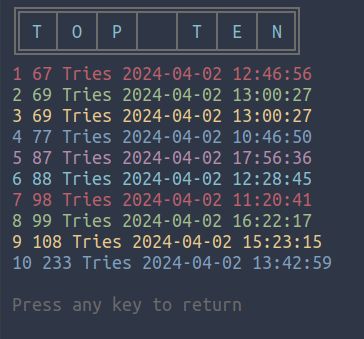 TOP TEN
1 67 Tries 2024-04-02 12:46:56
2 69 Tries 2024-04-02 13:00:27
3 69 Tries 2024-04-02 13:00:27
4 77 Tries 2024-04-02 10:46:50
5 87 Tries 2024-04-02 17:56:36
6 88 Tries 2024-04-02 12:28:45
7 98 Tries 2024-04-02 11:20:41
8 99 Tries 2024-04-02 16:22:17
9 108 Tries 2024-04-02 15:23:15
10 233 Tries 2024-04-02 13:42:59
Press any key to return